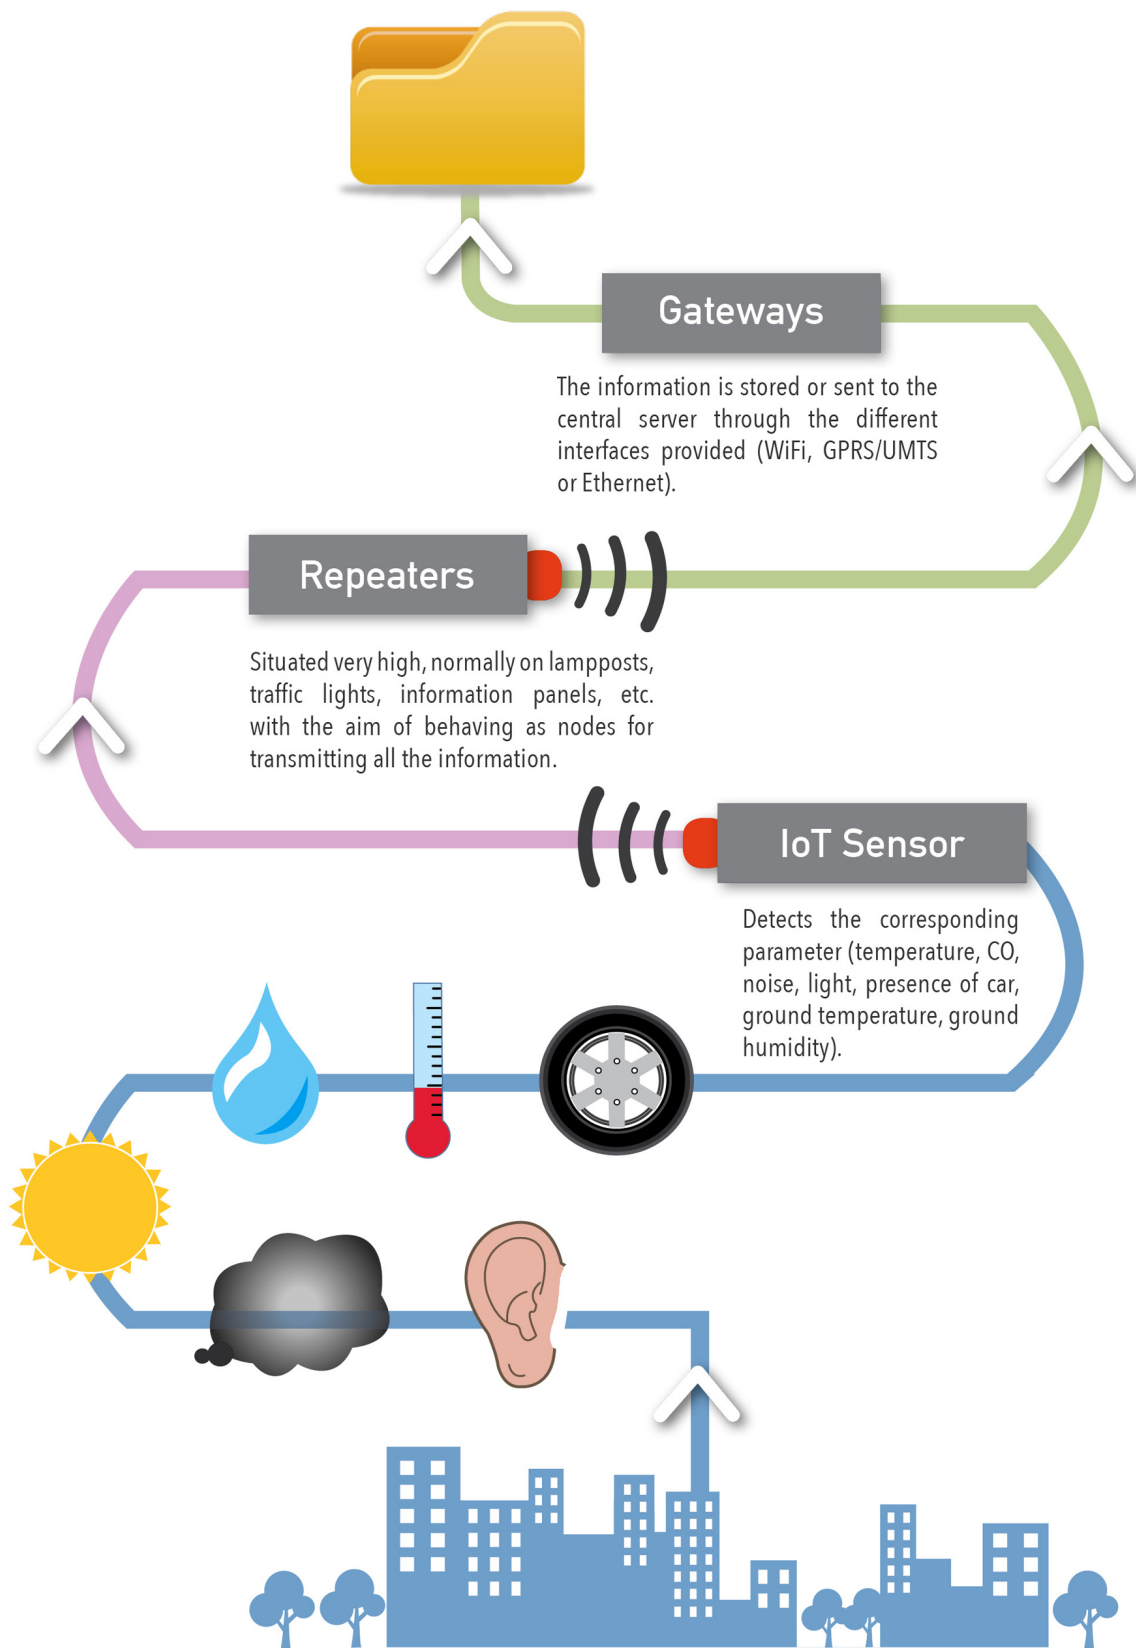 Gateways
The information is stored or sent to the
central server through the different
interfaces provided (WiFi, GPRS/UMTS
or Ethernet).
Repeaters
Situated very high, normally on lampposts,
traffic lights, information panels, etc.
with the aim of behaving as nodes for
transmitting all the information.
IoT Sensor
Detects the corresponding
parameter (temperature, CO,
noise, light, presence of car,
ground temperature, ground
humidity).